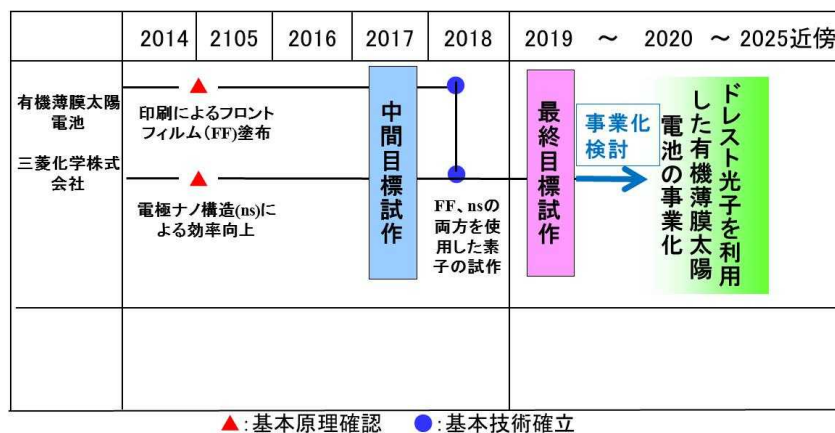 2014 2105 2016 2017 2018 2019 ～ 2020 ～ 2025近傍
有機薄膜太陽
電池
三菱化学株式
会社
印刷によるフロント
フィルム(FF)塗布
電極ナノ構造(ns)に
よる効率向上
中間目標試作
FF、nsの
両方を使
用した素
子の試作
最終目標試作
事業化
検討
ドレスト光子を利用
した有機薄膜太陽
電池の事業化
▲:基本原理確認 ●:基本技術確立